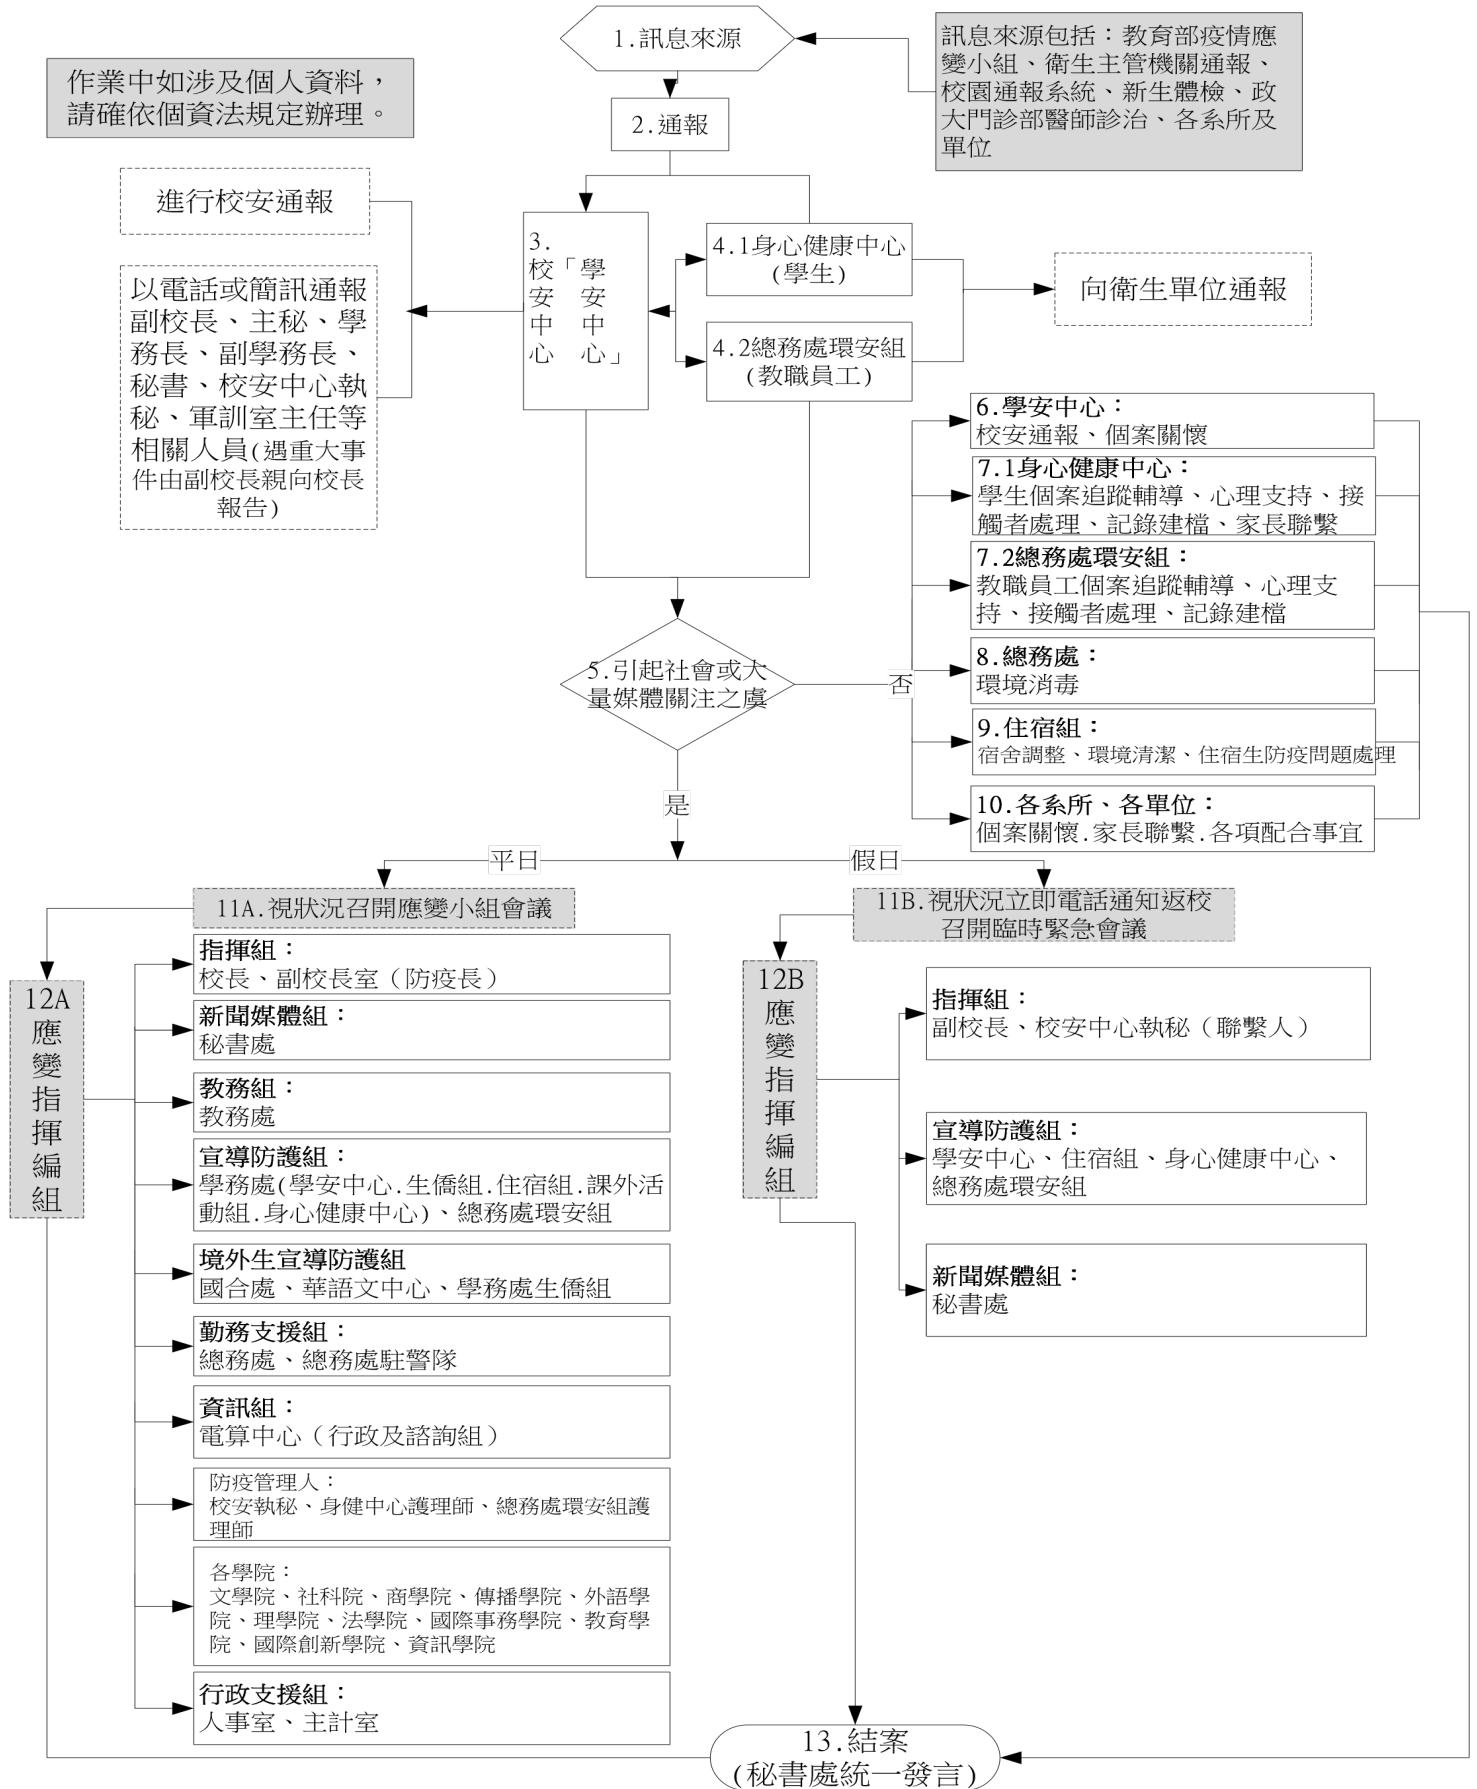 1.訊息來源
訊息來源包括：教育部疫情應
變小組、衛生主管機關通報、
校園通報系統、新生體檢、政
大門診部醫師診治、各系所及
單位
作業中如涉及個人資料，
請確依個資法規定辦理。
2.通報
進行校安通報
3.
校安中心
「學安中心」
4.1身心健康中心
(學生)
向衛生單位通報
以電話或簡訊通報
副校長、主秘、學
務長、副學務長、
秘書、校安中心執
秘、軍訓室主任等
相關人員(遇重大事
件由副校長親向校長
報告)
4.2總務處環安組
(教職員工)
6.學安中心：
校安通報、個案關懷
7.1身心健康中心：
學生個案追蹤輔導、心理支持、接
觸者處理、記錄建檔、家長聯繫
7.2總務處環安組：
教職員工個案追蹤輔導、心理支
持、接觸者處理、記錄建檔
5.引起社會或大
量媒體關注之虞
否
8.總務處：
環境消毒
9.住宿組：
宿舍調整、環境清潔、住宿生防疫問題處理
10.各系所、各單位：
個案關懷.家長聯繫.各項配合事宜
是
平日
假日
11A.視狀況召開應變小組會議
11B.視狀況立即電話通知返校
召開臨時緊急會議
12A
應
變
指
揮
編
組
指揮組：
校長、副校長室（防疫長）
新聞媒體組：
秘書處
教務組：
教務處
宣導防護組：
學務處(學安中心.生僑組.住宿組.課外活
動組.身心健康中心)、總務處環安組
境外生宣導防護組
國合處、華語文中心、學務處生僑組
勤務支援組：
總務處、總務處駐警隊
資訊組：
電算中心（行政及諮詢組）
防疫管理人：
校安執秘、身健中心護理師、總務處環安組護
理師
各學院：
文學院、社科院、商學院、傳播學院、外語學
院、理學院、法學院、國際事務學院、教育學
院、國際創新學院、資訊學院
行政支援組：
人事室、主計室
12B
應
變
指
揮
編
組
指揮組：
副校長、校安中心執秘（聯繫人）
宣導防護組：
學安中心、住宿組、身心健康中心、
總務處環安組
新聞媒體組：
秘書處
13.結案
(秘書處統一發言)